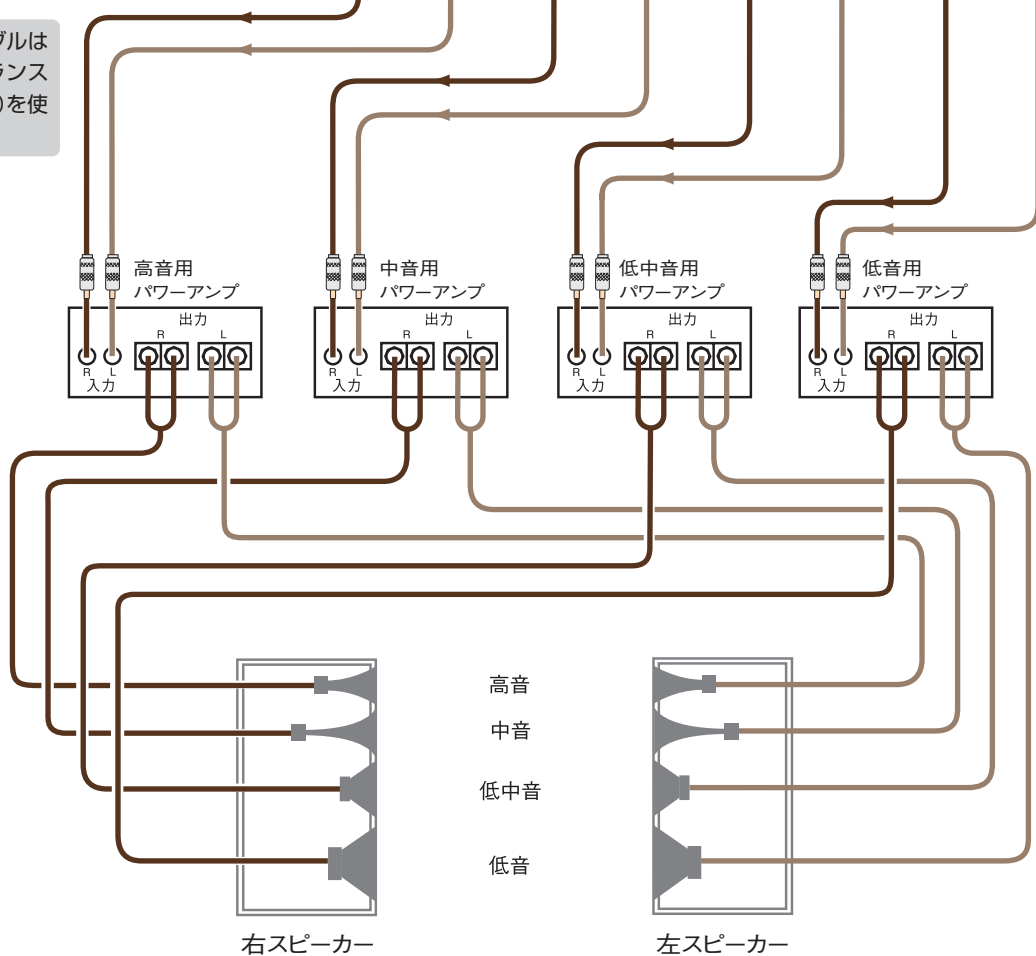 ブルは
ランス
)を使
高音用
パワーアンプ
出力
R L
R L
入力
中音用
パワーアンプ
出力
R L
R L
入力
低中音用
パワーアンプ
出力
R L
R L
入力
低音用
パワーアンプ
出力
R L
R L
入力
高音
中音
低中音
低音
右スピーカー
左スピーカー